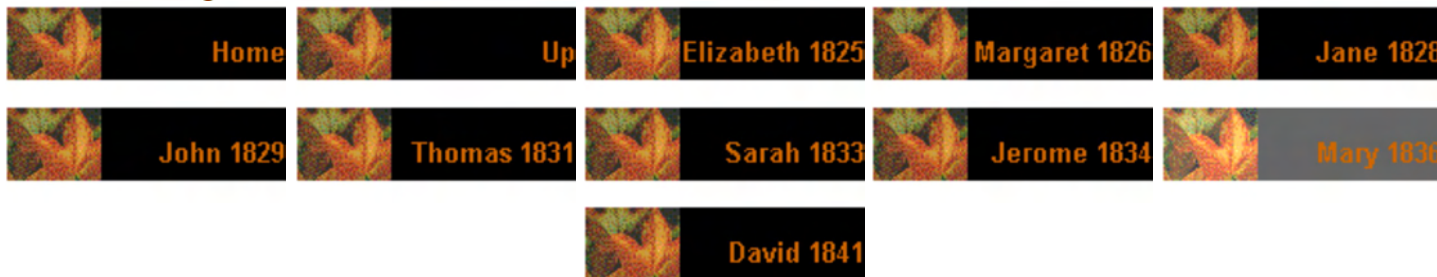 Home Up Elizabeth 1825 Margaret 1826 Jane 1828
John 1829 Thomas 1831 Sarah 1833 Jerome 1834 Mary 1836
David 1841